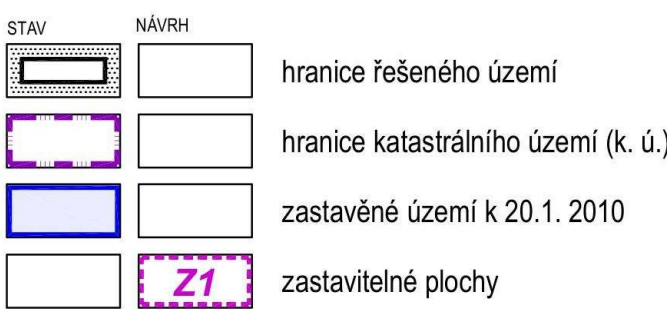 STAV NÁVRH
hranice řešeného území
hranice katastrálního území (k. ú.)
zastavěné území k 20.1. 2010
Z1 zastavitelné plochy